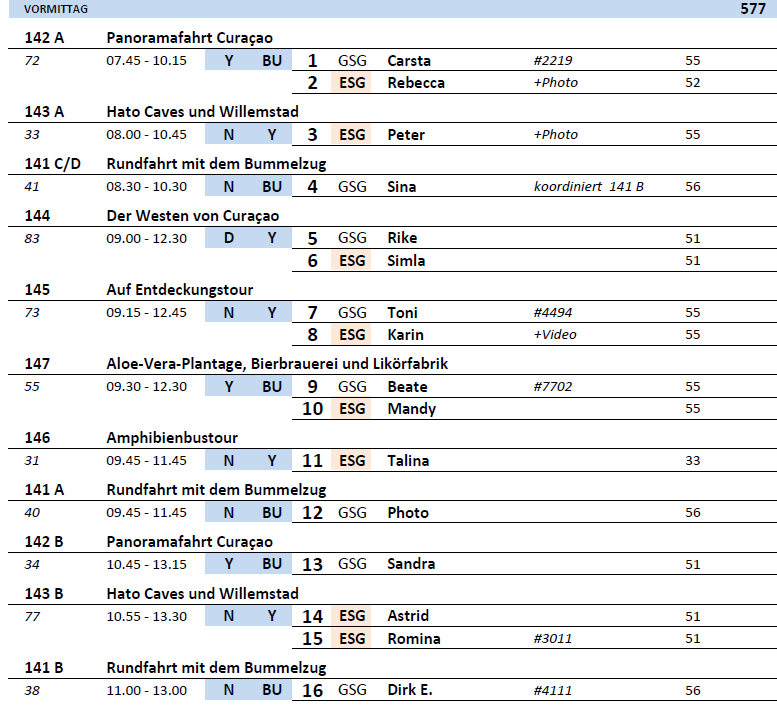 VORMITTAG 577
142 A Panoramafahrt Curaçao
72 07.45 - 10.15 Y BU 1 GSG Carsta #2219 55
2 ESG Rebecca +Photo 52
143 A Hato Caves und Willemstad
33 08.00 - 10.45 N Y 3 ESG Peter +Photo 55
141 C/D Rundfahrt mit dem Bummelzug
41 08.30 - 10.30 N BU 4 GSG Sina koordiniert 141 B 56
144 Der Westen von Curaçao
83 09.00 - 12.30 D Y 5 GSG Rike 51
6 ESG Simla 51
145 Auf Entdeckungstour
73 09.15 - 12.45 N Y 7 GSG Toni #4494 55
8 ESG Karin +Video 55
147 Aloe-Vera-Plantage, Bierbrauerei und Likörfabrik
55 09.30 - 12.30 Y BU 9 GSG Beate #7702 55
10 ESG Mandy 55
146 Amphibienbustour
31 09.45 - 11.45 N Y 11 ESG Talina 33
141 A Rundfahrt mit dem Bummelzug
40 09.45 - 11.45 N BU 12 GSG Photo 56
142 B Panoramafahrt Curaçao
34 10.45 - 13.15 Y BU 13 GSG Sandra 51
143 B Hato Caves und Willemstad
77 10.55 - 13.30 N Y 14 ESG Astrid 51
15 ESG Romina #3011 51
141 B Rundfahrt mit dem Bummelzug
38 11.00 - 13.00 N BU 16 GSG Dirk E. #4111 56